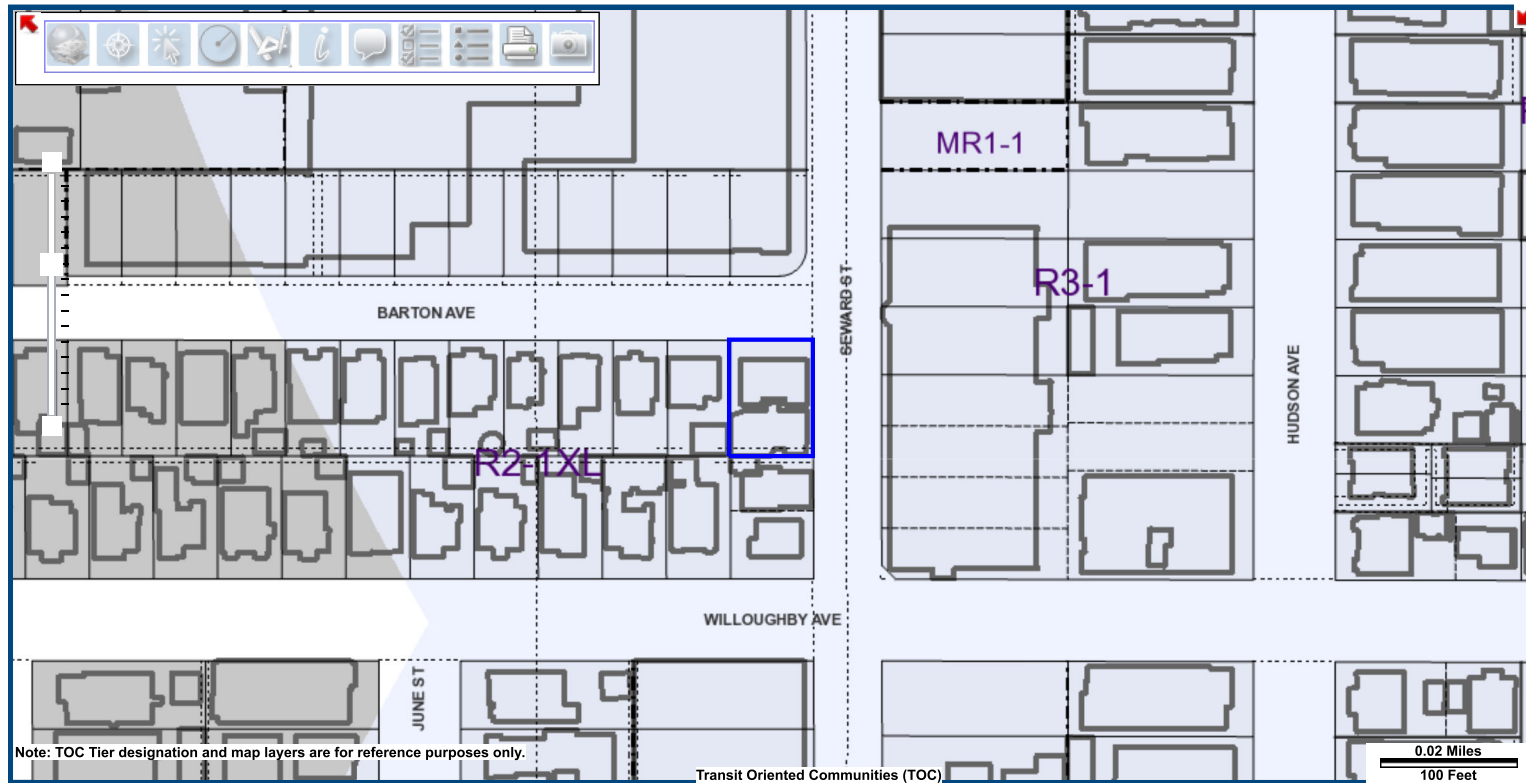 MR1-1
R3-1
BARTON AVE
SEWARD ST
HUDSON AVE
R2-1XL
WILLOUGHBY AVE
JUNE ST
Note: TOC Tier designation and map layers are for reference purposes only.
Transit Oriented Communities (TOC)
0.02 Miles
100 Feet